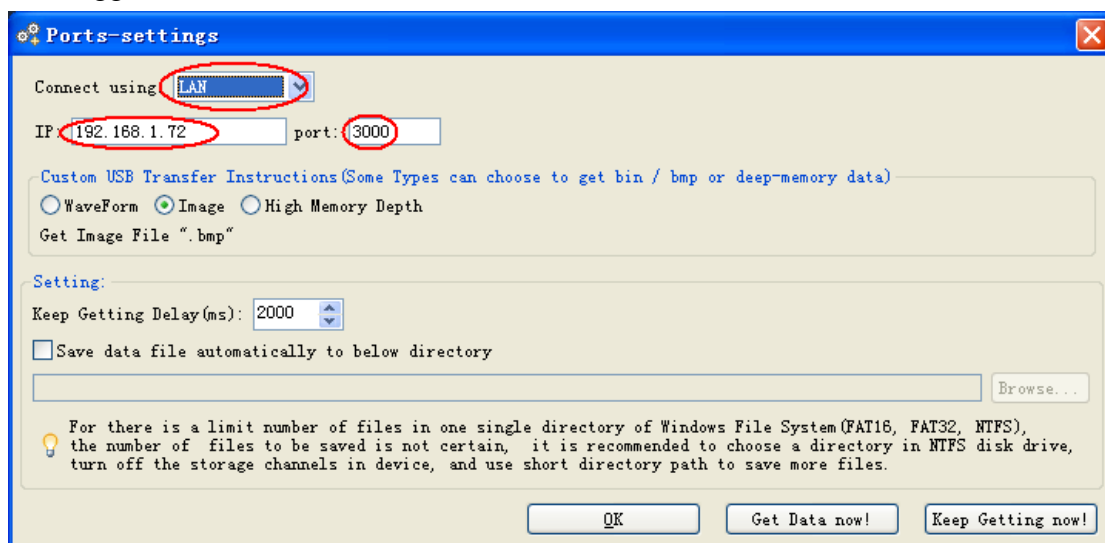 Ports-settings
Connect using LAN
IP: 192.168.1.72 port: 3000
Custom USB Transfer Instructions(Some Types can choose to get bin / bmp or deep-memory data)
WaveForm Image High Memory Depth
Get Image File ".bmp"
Setting:
Keep Getting Delay(ms): 2000
Save data file automatically to below directory
Browse...
For there is a limit number of files in one single directory of Windows File System(FAT16, FAT32, NTFS),
the number of files to be saved is not certain, it is recommended to choose a directory in NTFS disk drive,
turn off the storage channels in device, and use short directory path to save more files.
OK Get Data now! Keep Getting now!